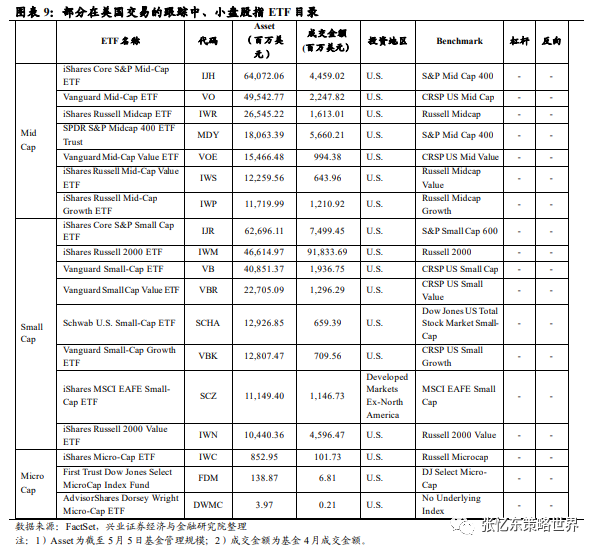 图表 9：部分在美国交易的跟踪中、小盘股指 ETF 目录
ETF 名称 代码 Asset（百万美元） 成交金额（百万美元） 投资地区 Benchmark 杠杆 反向
Mid Cap
iShares Core S&P Mid-Cap ETF IJH 64,072.06 4,459.02 U.S. S&P Mid Cap 400 - -
Vanguard Mid-Cap ETF VO 49,542.77 2,247.82 U.S. CRSP US Mid Cap - -
iShares Russell Midcap ETF IWR 26,545.22 1,613.01 U.S. Russell Midcap - -
SPDR S&P Midcap 400 ETF Trust MDY 18,063.39 5,660.21 U.S. S&P Mid Cap 400 - -
Vanguard Mid-Cap Value ETF VOE 15,466.48 994.38 U.S. CRSP US Mid Value - -
iShares Russell Mid-Cap Value ETF IWS 12,259.56 643.96 U.S. Russell Midcap Value - -
iShares Russell Mid-Cap Growth ETF IWP 11,719.99 1,210.92 U.S. Russell Midcap Growth - -
Small Cap
iShares Core S&P Small Cap ETF IJR 62,696.11 7,499.45 U.S. S&P Small Cap 600 - -
iShares Russell 2000 ETF IWM 46,614.97 91,833.69 U.S. Russell 2000 - -
Vanguard Small-Cap ETF VB 40,851.37 1,936.75 U.S. CRSP US Small Cap - -
Vanguard Small Cap Value ETF VBR 22,705.09 1,296.29 U.S. CRSP US Small Value - -
Schwab U.S. Small-Cap ETF SCHA 12,926.85 659.39 U.S. Dow Jones US Total Stock Market Small-Cap - -
Vanguard Small-Cap Growth ETF VBK 12,807.47 709.56 U.S. CRSP US Small Growth - -
iShares MSCI EAFE Small-Cap ETF SCZ 11,149.40 1,146.73 Developed Markets Ex-North America MSCI EAFE Small Cap - -
iShares Russell 2000 Value ETF IWN 10,440.36 4,596.47 U.S. Russell 2000 Value - -
Micro Cap
iShares Micro-Cap ETF IWC 852.95 101.73 U.S. Russell Microcap - -
First Trust Dow Jones Select MicroCap Index Fund FDM 138.87 6.81 U.S. DJ Select Micro-Cap - -
AdvisorShares Dorsey Wright Micro-Cap ETF DWMC 3.97 0.21 U.S. No Underlying Index - -
数据来源：FactSet，兴业证券经济与金融研究院整理
注：1）Asset 为截至 5 月 5 日基金管理规模；2）成交金额为基金 4 月成交金额。
张忆东策略世界